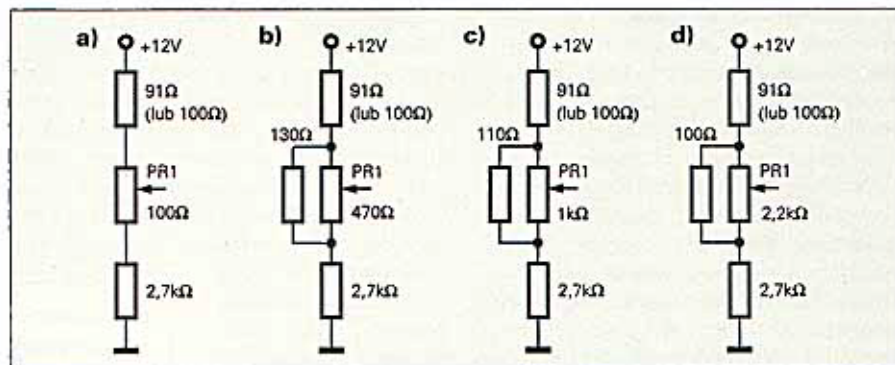 a)
+12V
91Ω
(lub 100Ω)
PR1
100Ω
2,7kΩ
b)
+12V
91Ω
(lub 100Ω)
130Ω
PR1
470Ω
2,7kΩ
c)
+12V
91Ω
(lub 100Ω)
110Ω
PR1
1kΩ
2,7kΩ
d)
+12V
91Ω
(lub 100Ω)
100Ω
PR1
2,2kΩ
2,7kΩ